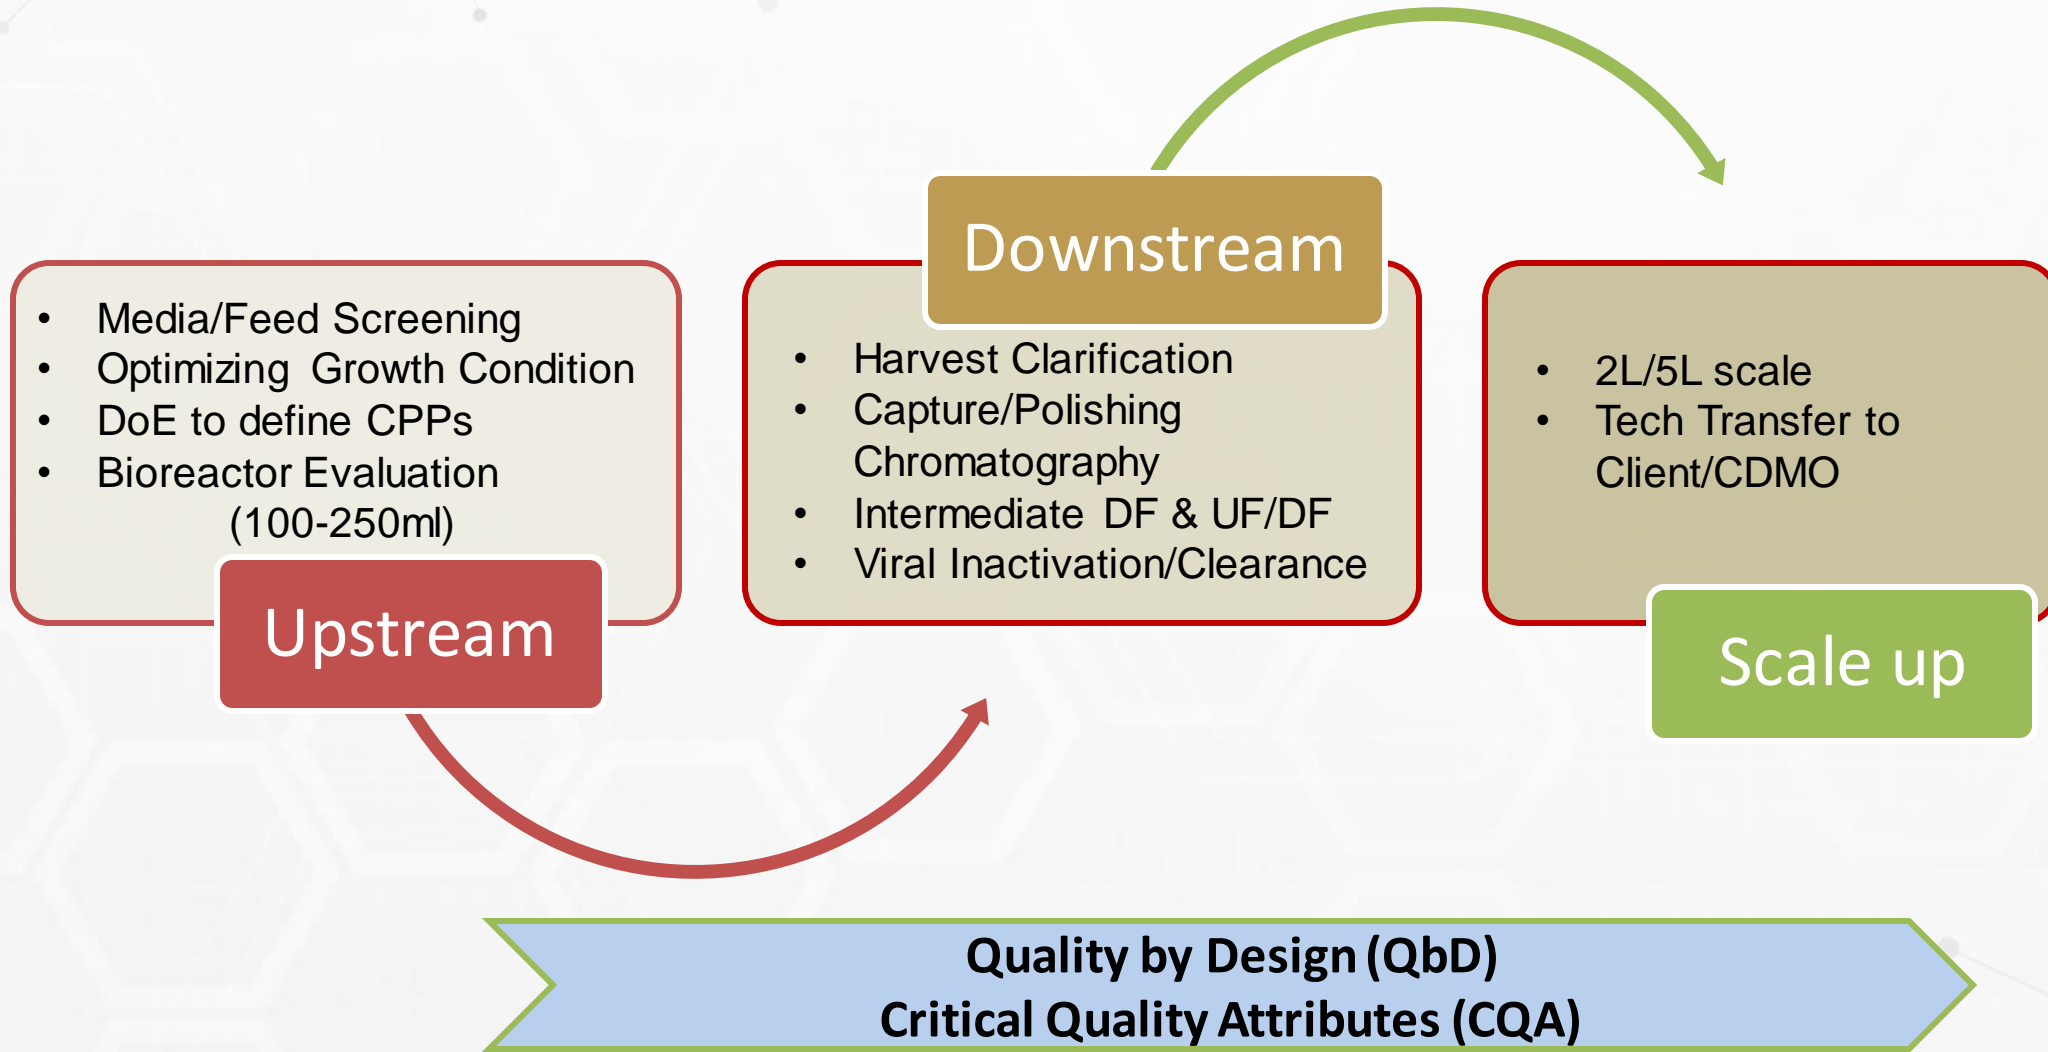 • Media/Feed Screening
• Optimizing Growth Condition
• DoE to define CPPs
• Bioreactor Evaluation
(100-250ml)
Upstream
Downstream
• Harvest Clarification
• Capture/Polishing
Chromatography
• Intermediate DF & UF/DF
• Viral Inactivation/Clearance
• 2L/5L scale
• Tech Transfer to
Client/CDMO
Scale up
Quality by Design (QbD)
Critical Quality Attributes (CQA)